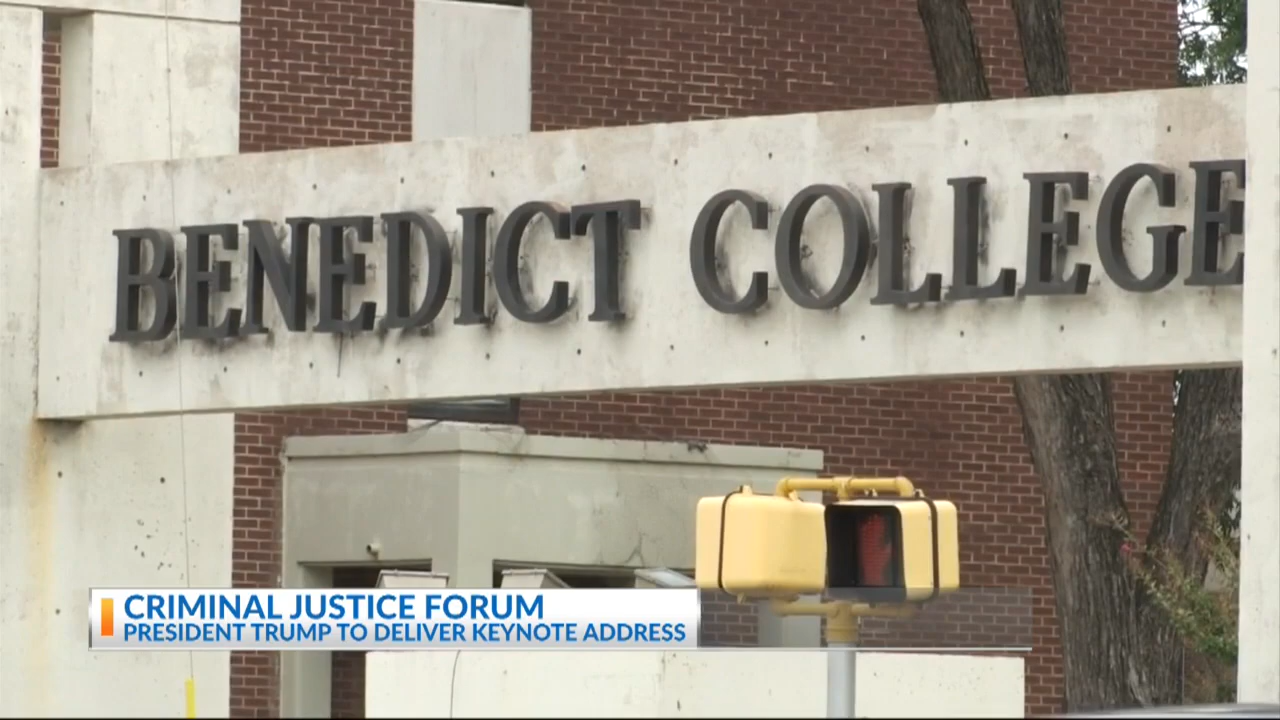 BENEDICT COLLEGE
CRIMINAL JUSTICE FORUM
PRESIDENT TRUMP TO DELIVER KEYNOTE ADDRESS